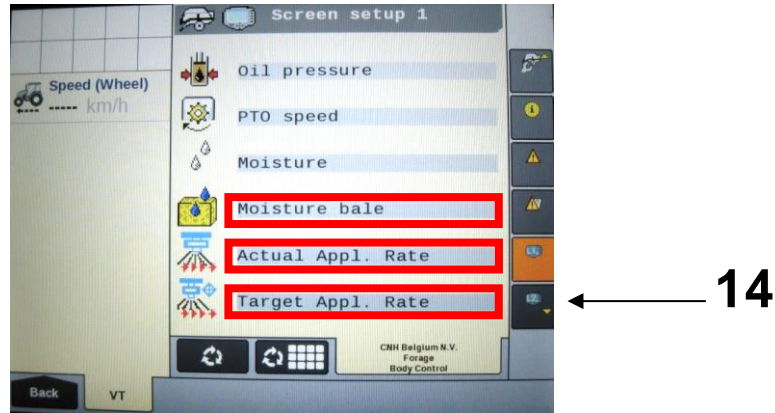 Screen setup 1
Speed (Wheel)
----- km/h
Oil pressure
PTO speed
Moisture
Moisture bale
Actual Appl. Rate
Target Appl. Rate
14
CNH Belgium N.V.
Forage
Body Control
Back
VT